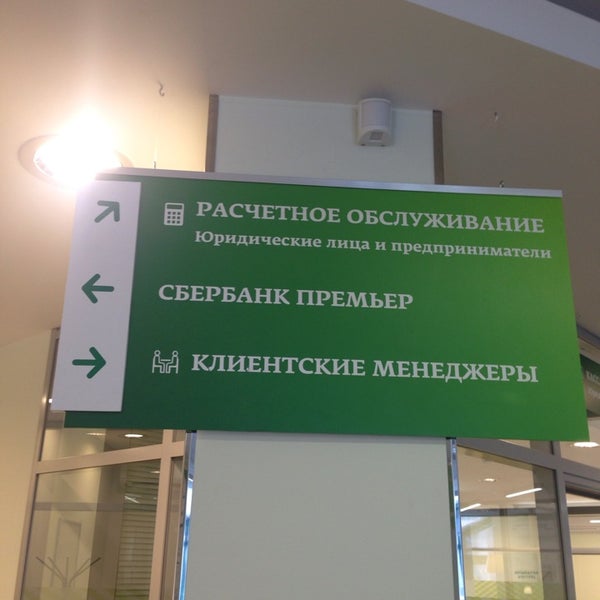 РАСЧЕТНОЕ ОБСЛУЖИВАНИЕ
Юридические лица и предприниматели
СБЕРБАНК ПРЕМЬЕР
КЛИЕНТСКИЕ МЕНЕДЖЕРЫ